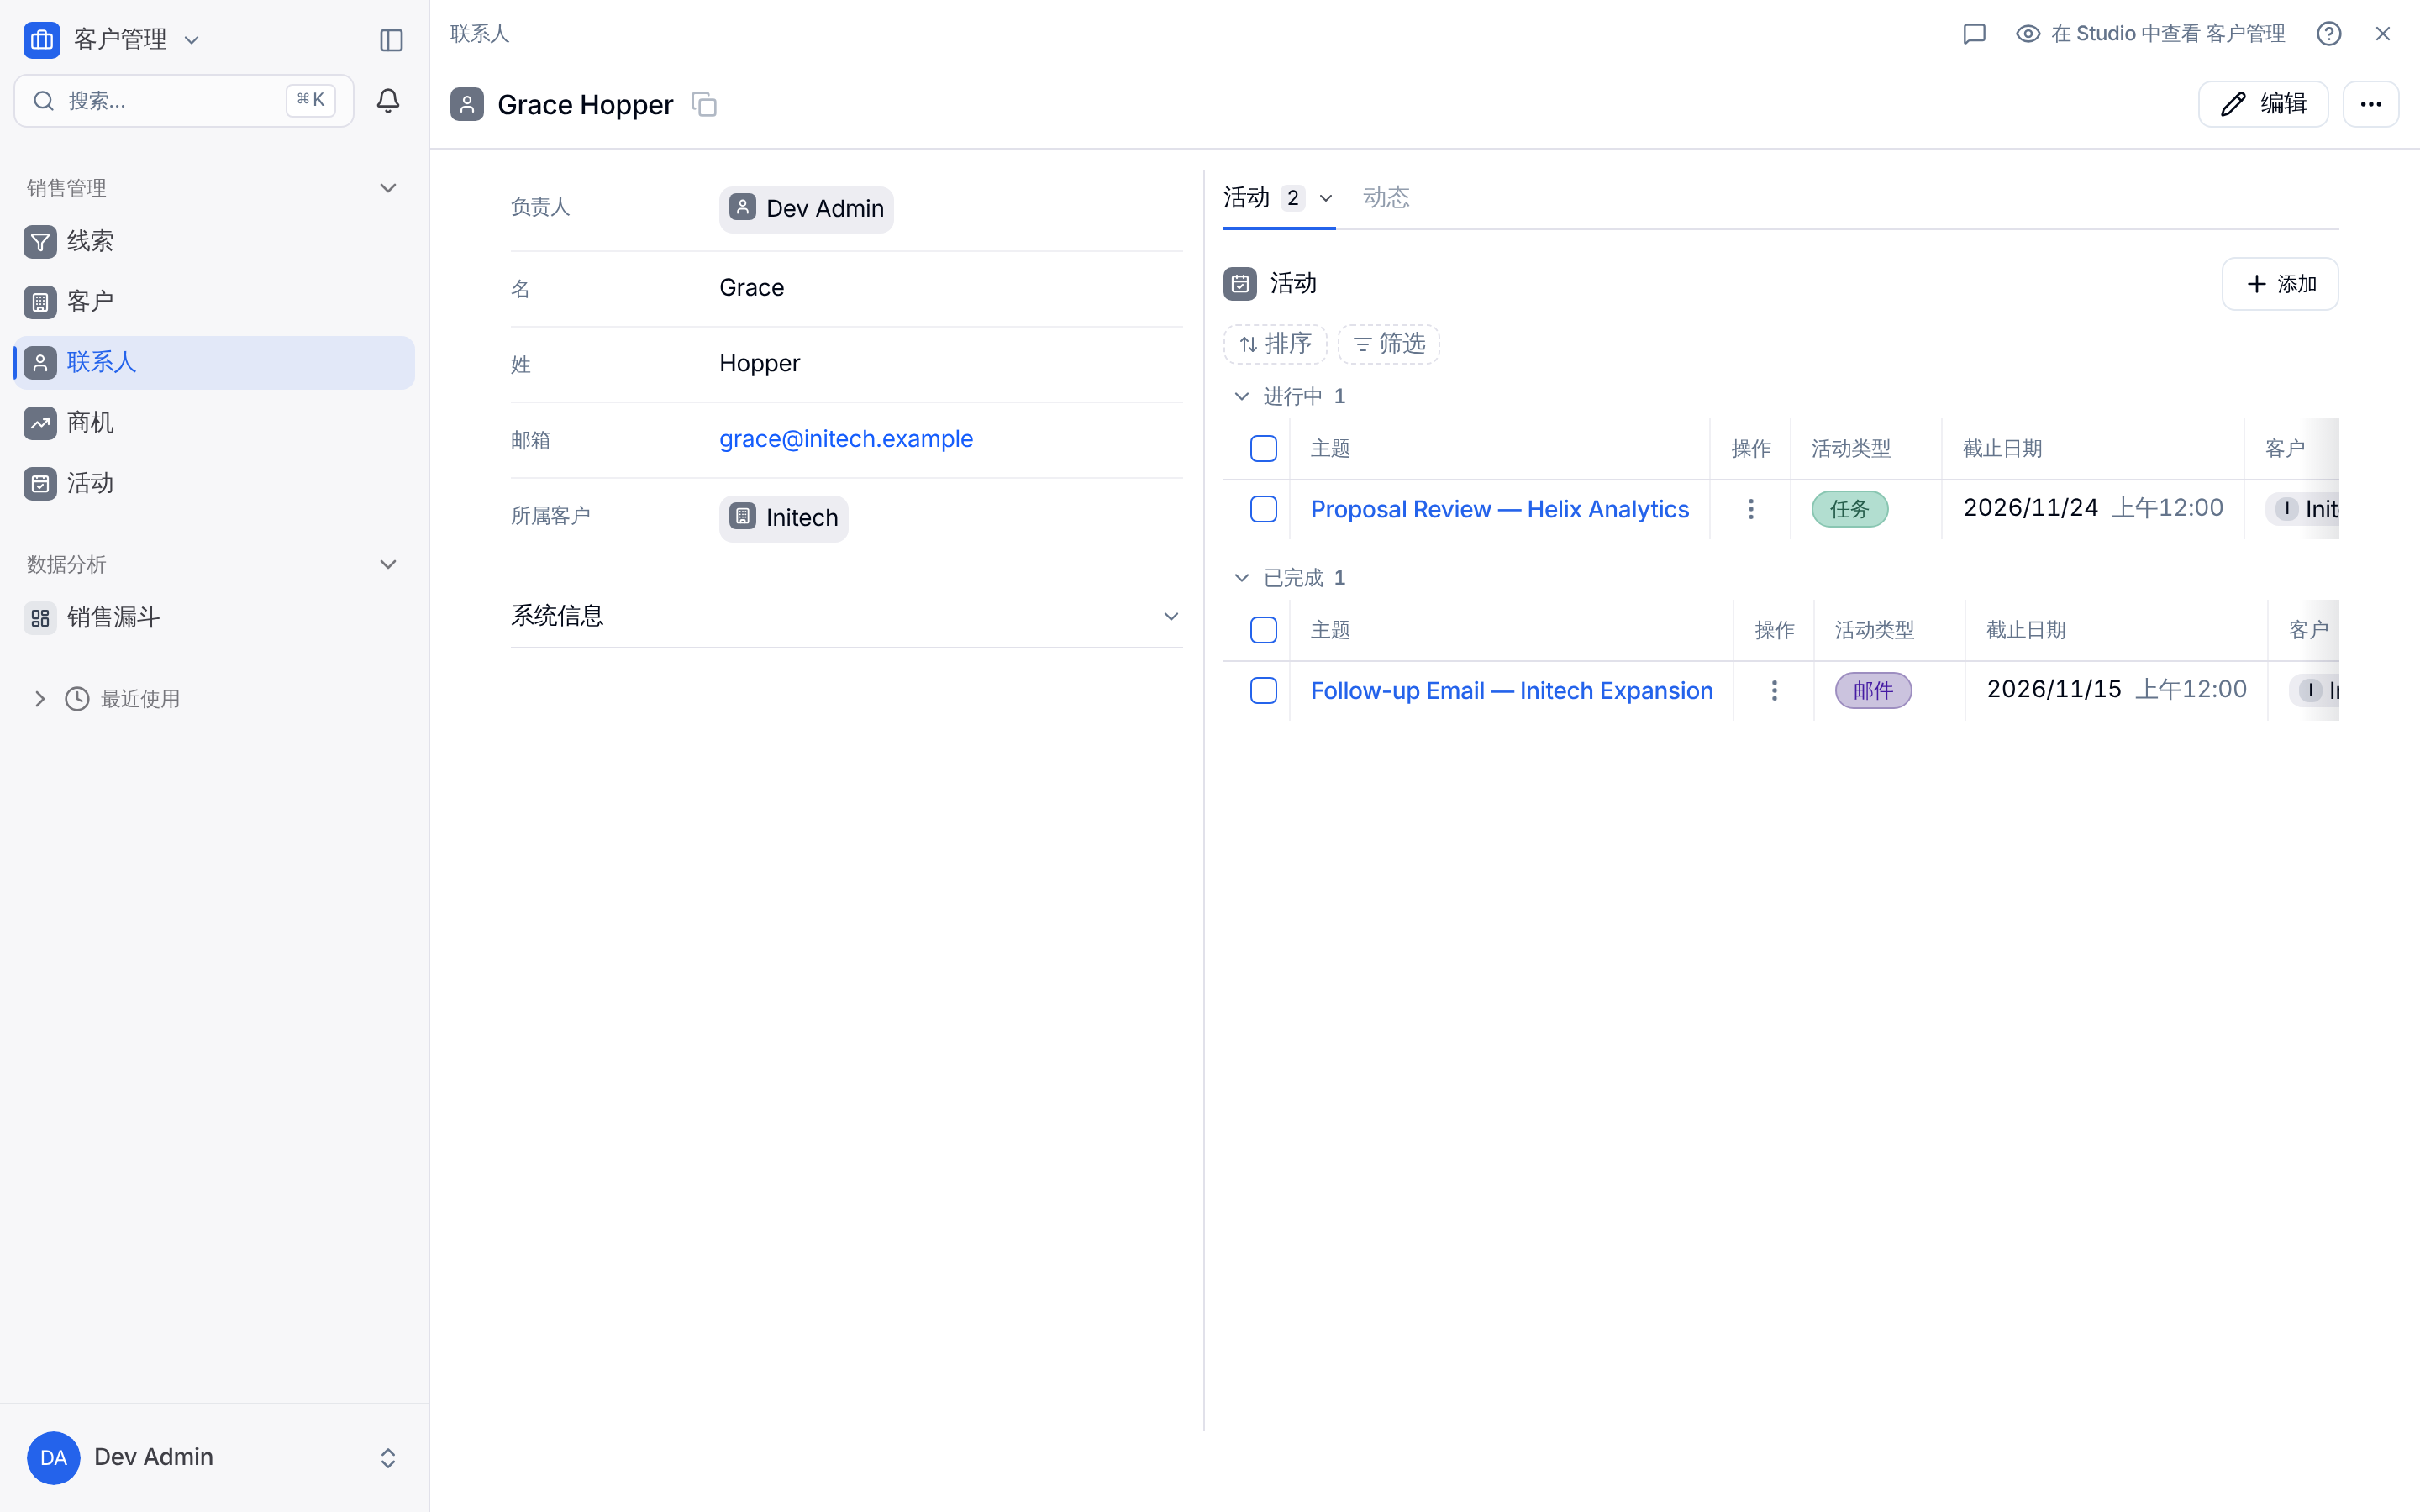 客户管理
搜索...
⌘K
销售管理
线索
客户
联系人
商机
活动
数据分析
销售漏斗
最近使用
DA Dev Admin
联系人
在 Studio 中查看 客户管理
Grace Hopper
编辑
负责人 Dev Admin
名 Grace
姓 Hopper
邮箱 grace@initech.example
所属客户 Initech
系统信息
活动 2 动态
活动
添加
排序 筛选
进行中 1
主题 操作 活动类型 截止日期 客户
Proposal Review — Helix Analytics 任务 2026/11/24 上午12:00 I
已完成 1
主题 操作 活动类型 截止日期 客户
Follow-up Email — Initech Expansion 邮件 2026/11/15 上午12:00 I